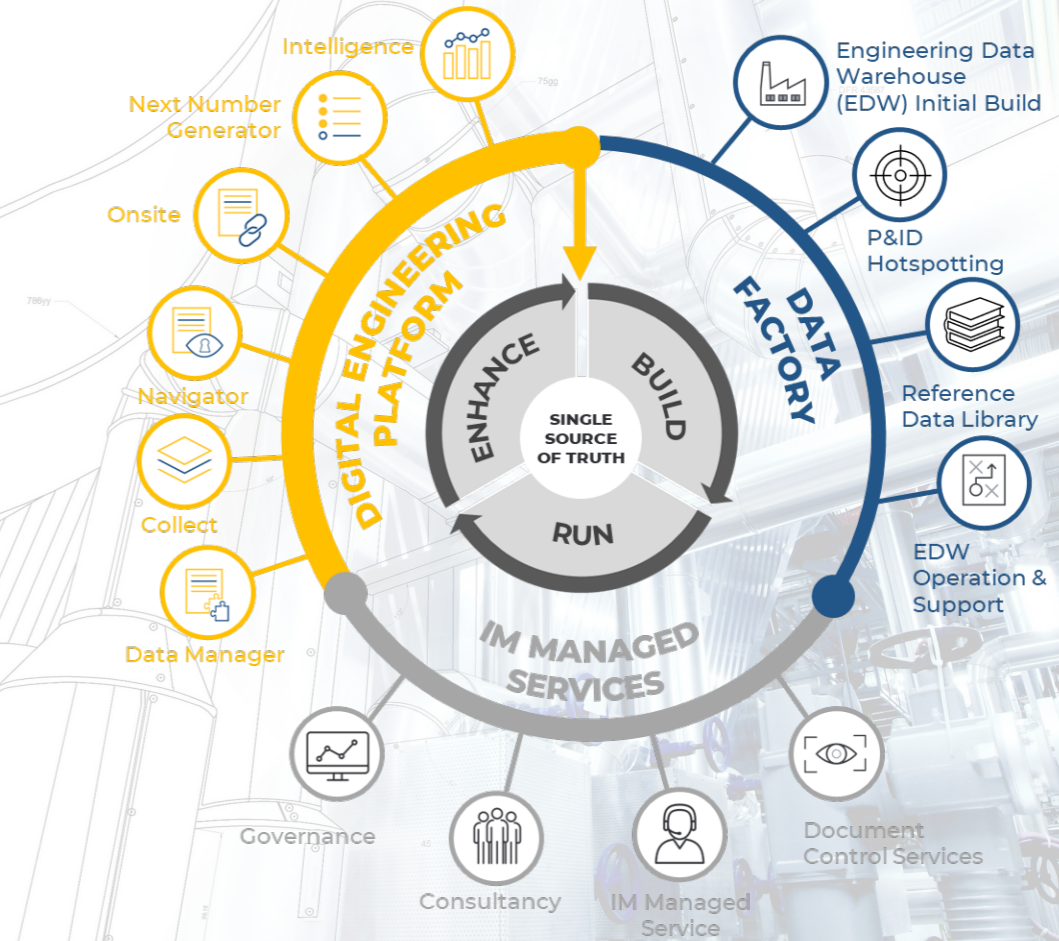 Intelligence
Next Number
Generator
Onsite
Navigator
Collect
Data Manager
DIGITAL ENGINEERING
PLATFORM
Engineering Data
Warehouse
(EDW) Initial Build
P&ID
Hotspotting
Reference
Data Library
EDW
Operation &
Support
DATA
FACTORY
ENHANCE
BUILD
RUN
SINGLE
SOURCE
OF TRUTH
IM MANAGED
SERVICES
Governance
Consultancy
IM Managed
Service
Document
Control Services
75gg
786yy
45